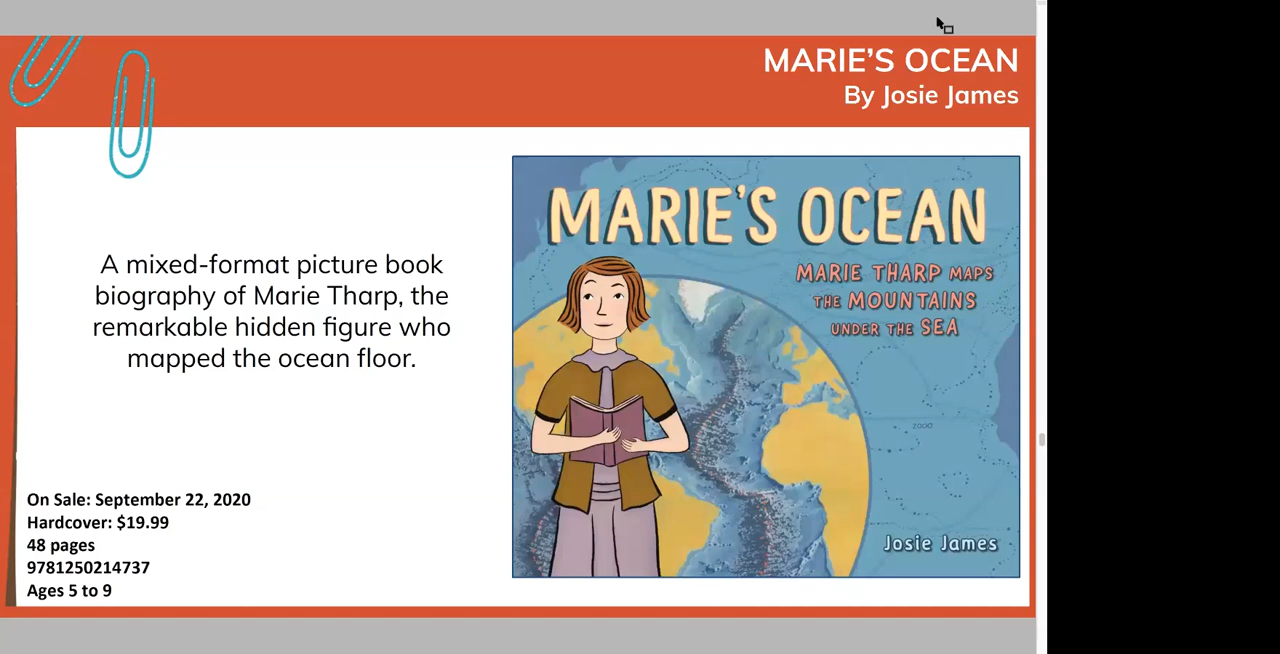 MARIE'S OCEAN
By Josie James
A mixed-format picture book
biography of Marie Tharp, the
remarkable hidden figure who
mapped the ocean floor.
On Sale: September 22, 2020
Hardcover: $19.99
48 pages
9781250214737
Ages 5 to 9
MARIE'S OCEAN
MARIE THARP MAPS
THE MOUNTAINS
UNDER THE SEA
2000
Josie James